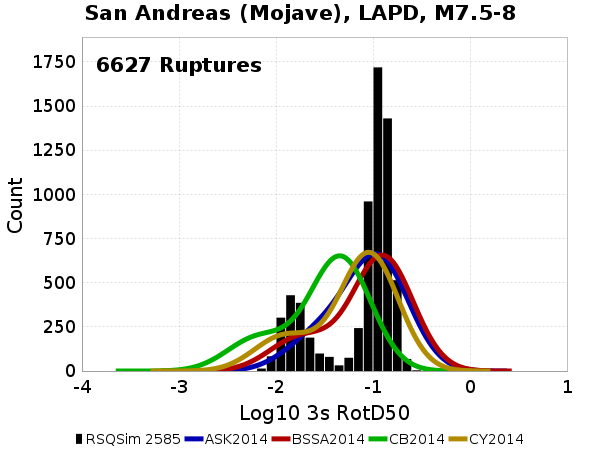 San Andreas (Mojave), LAPD, M7.5-8
6627 Ruptures
Count
1750
1500
1250
1000
750
500
250
0
-4 -3 -2 -1 0 1
Log10 3s RotD50
RSQSim 2585 ASK2014 BSSA2014 CB2014 CY2014